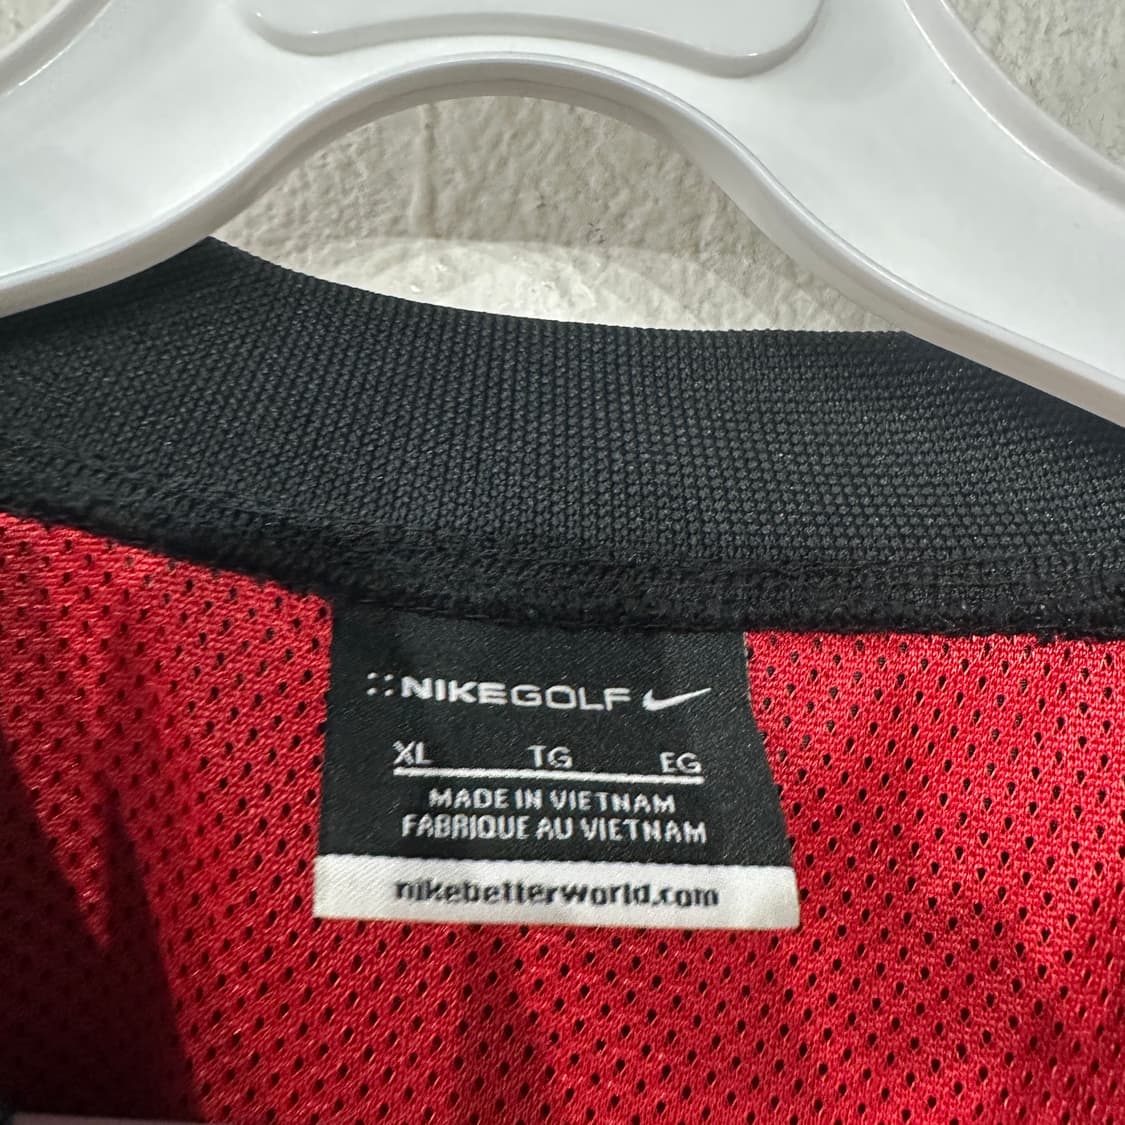 NIKEGOLF
XL TG EG
MADE IN VIETNAM
FABRIQUE AU VIETNAM
nikebetterworld.com